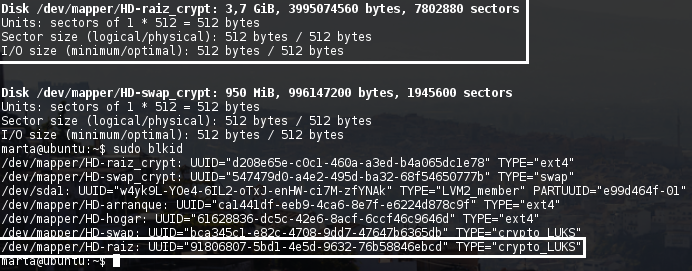 Disk /dev/mapper/HD-raiz_crypt: 3,7 GiB, 3995074560 bytes, 7802880 sectors
Units: sectors of 1 * 512 = 512 bytes
Sector size (logical/physical): 512 bytes / 512 bytes
I/O size (minimum/optimal): 512 bytes / 512 bytes
Disk /dev/mapper/HD-swap_crypt: 950 MiB, 996147200 bytes, 1945600 sectors
Units: sectors of 1 * 512 = 512 bytes
Sector size (logical/physical): 512 bytes / 512 bytes
I/O size (minimum/optimal): 512 bytes / 512 bytes
marta@ubuntu:~$ sudo blkid
/dev/mapper/HD-raiz_crypt: UUID="d208e65e-c0c1-460a-a3ed-b4a065dc1e78" TYPE="ext4"
/dev/mapper/HD-swap_crypt: UUID="547479d0-a4e2-495d-ba32-68f54650777b" TYPE="swap"
/dev/sda1: UUID="w4yk9L-YOe4-6IL2-oTxJ-enHW-ci7M-zfYNAk" TYPE="LVM2_member" PARTUUID="e99d464f-01"
/dev/mapper/HD-arranque: UUID="ca1441df-eeb9-4ca6-8e7f-e6224d878c9f" TYPE="ext4"
/dev/mapper/HD-hogar: UUID="61628836-dc5c-42e6-8acf-6ccf46c9646d" TYPE="ext4"
/dev/mapper/HD-swap: UUID="bca345c1-e82c-4708-9dd7-47647b6365db" TYPE="crypto_LUKS"
/dev/mapper/HD-raiz: UUID="91806807-5bd1-4e5d-9632-76b58846ebcd" TYPE="crypto_LUKS"
marta@ubuntu:~$